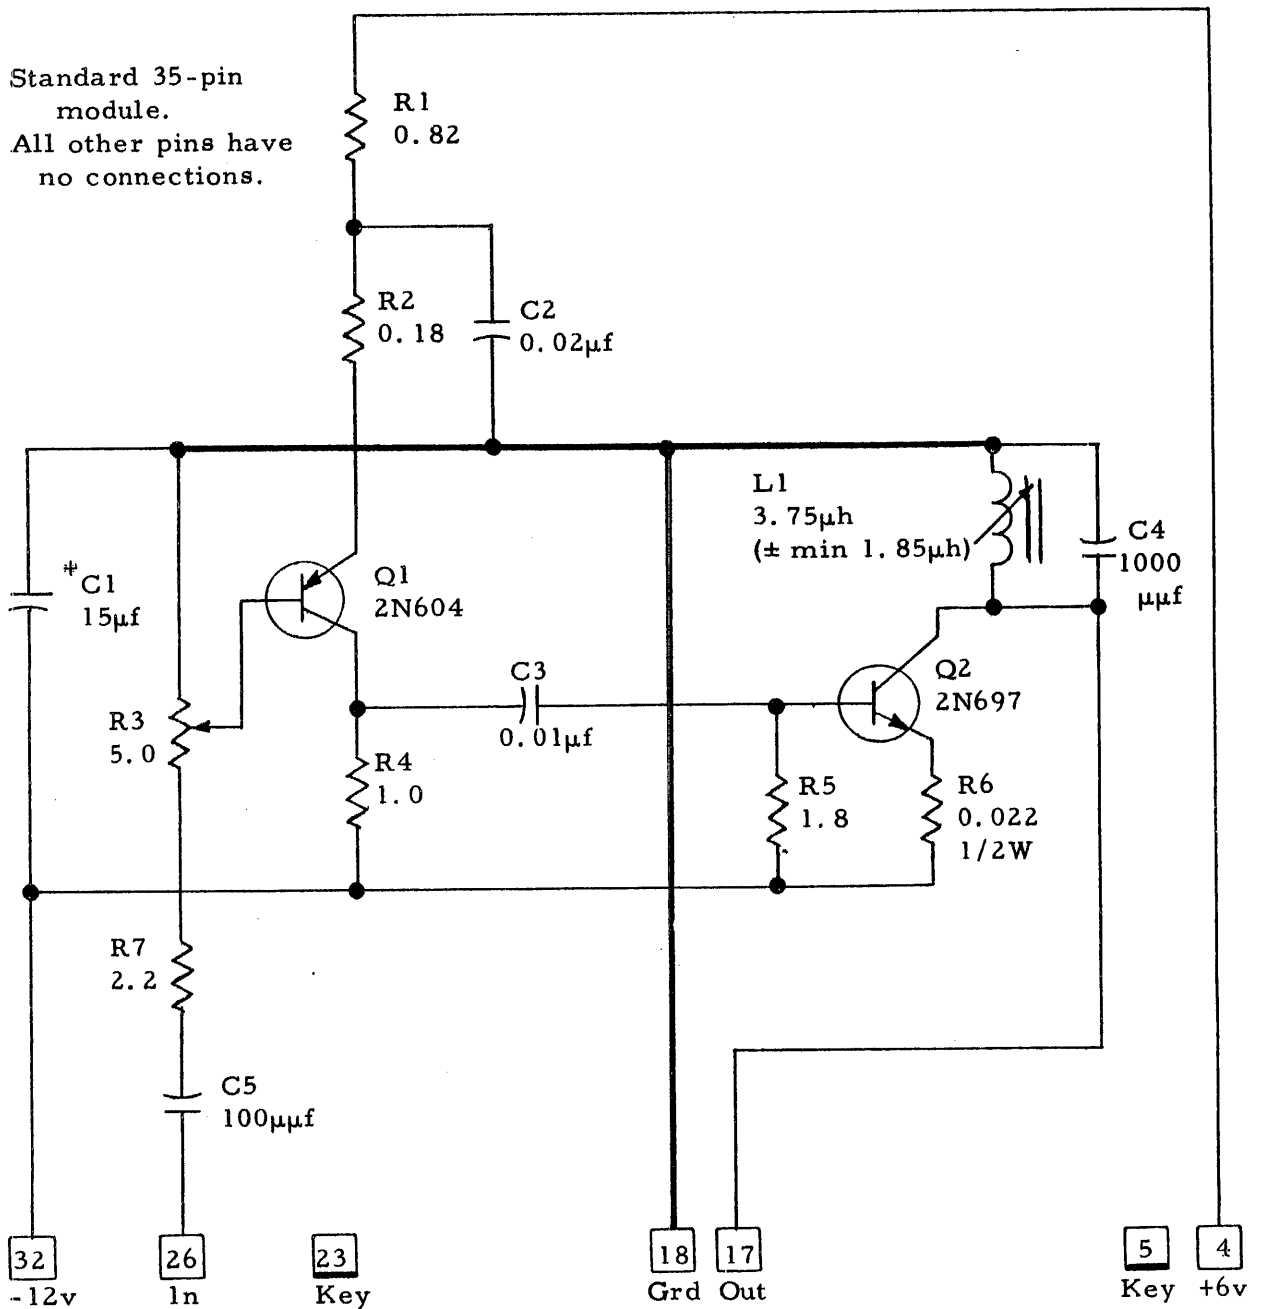 Standard 35-pin
module.
All other pins have
no connections.
R1
0.82
R2
0.18
C2
0.02μf
L1
3.75μh
(± min 1.85μh)
C4
1000
μμf
+
C1
15μf
Q1
2N604
C3
0.01μf
Q2
2N697
R3
5.0
R4
1.0
R5
1.8
R6
0.022
1/2W
R7
2.2
C5
100μμf
32
-12v
26
In
23
Key
18
Grd
17
Out
5
Key
4
+6v